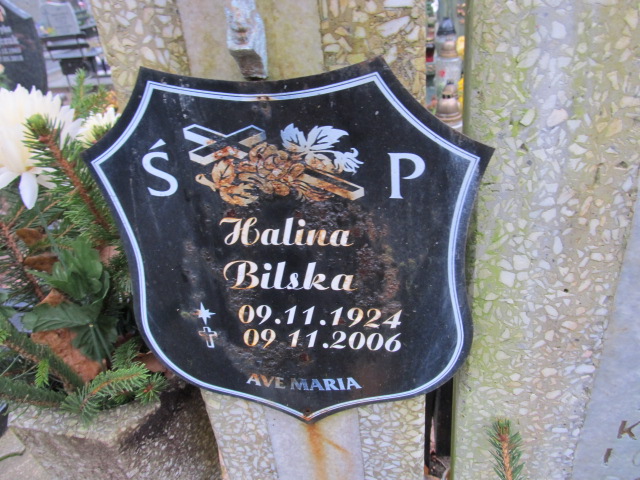 Ś P
Halina
Bilska
09.11.1924
09 11.2006
AVE MARIA